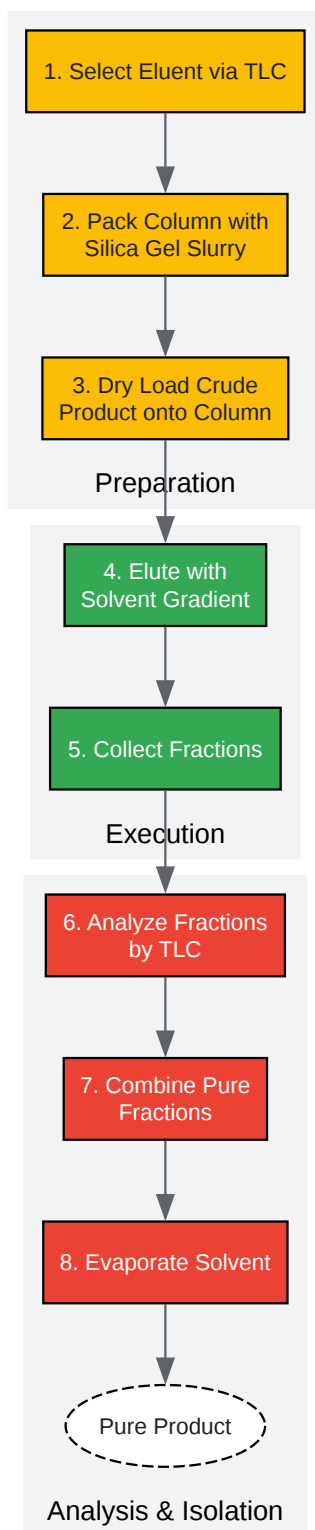 1. Select Eluent via TLC
2. Pack Column with
Silica Gel Slurry
3. Dry Load Crude
Product onto Column
Preparation
4. Elute with
Solvent Gradient
5. Collect Fractions
Execution
6. Analyze Fractions
by TLC
7. Combine Pure
Fractions
8. Evaporate Solvent
Pure Product
Analysis & Isolation